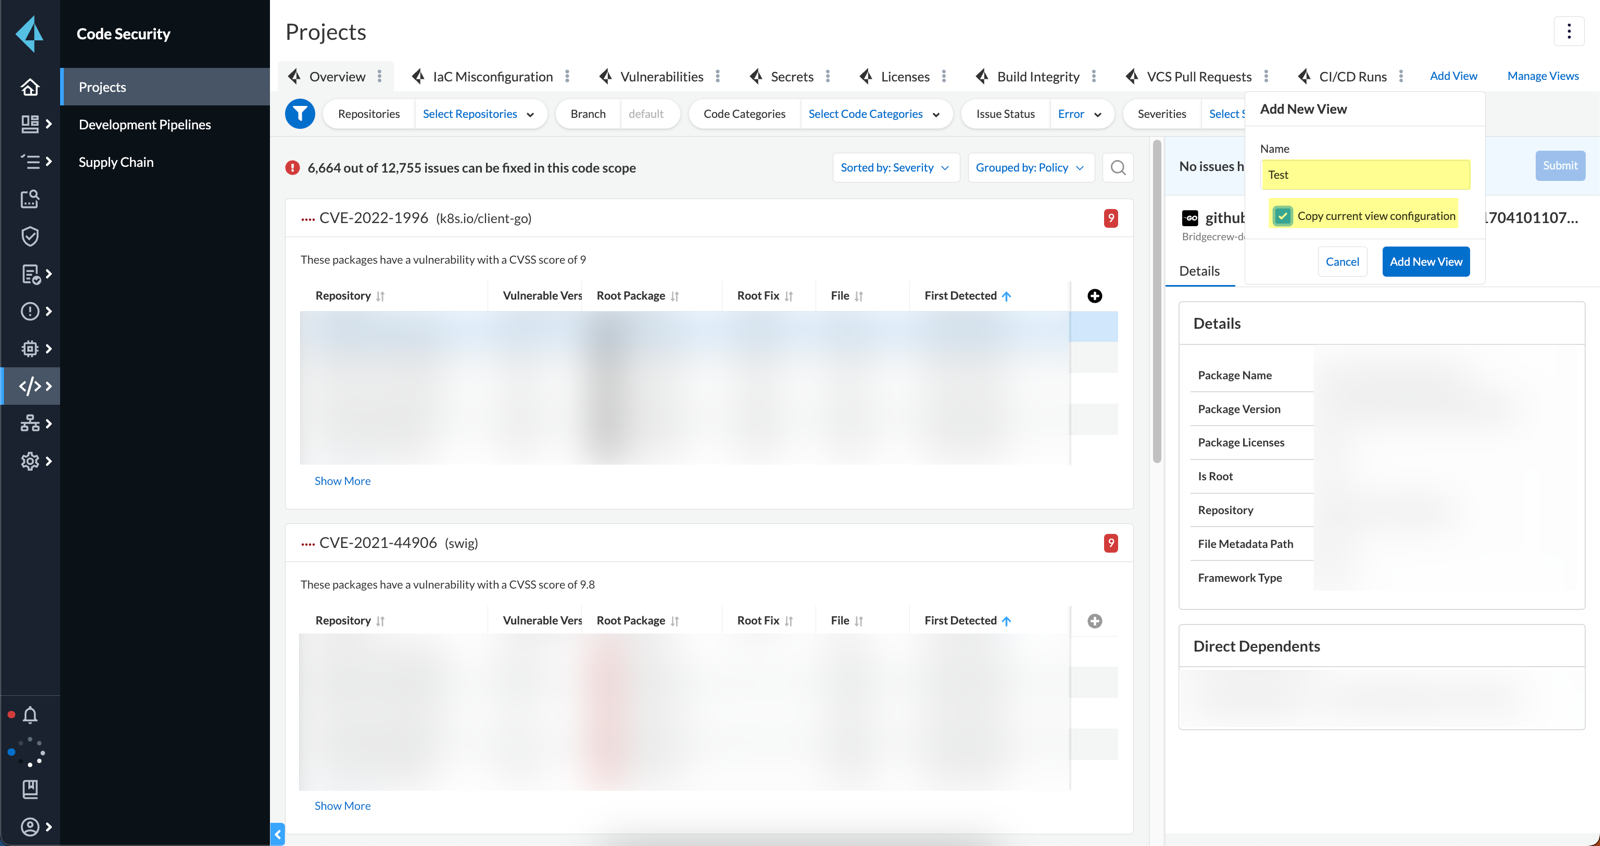 Code Security
Projects
Development Pipelines
Supply Chain
Projects
Overview
IaC Misconfiguration
Vulnerabilities
Secrets
Licenses
Build Integrity
VCS Pull Requests
CI/CD Runs
Add View
Manage Views
Repositories
Select Repositories
Branch
default
Code Categories
Select Code Categories
Issue Status
Error
Severities
Select S
Add New View
Name
Test
Copy current view configuration
Cancel
Add New View
6,664 out of 12,755 issues can be fixed in this code scope
Sorted by: Severity
Grouped by: Policy
No issues h
Submit
CVE-2022-1996 (k8s.io/client-go)
9
GO
github
1704101107...
Bridgecrew-de
These packages have a vulnerability with a CVSS score of 9
Details
Repository
Vulnerable Vers
Root Package
Root Fix
File
First Detected
Show More
Details
Package Name
Package Version
Package Licenses
Is Root
Repository
File Metadata Path
Framework Type
CVE-2021-44906 (swig)
9
These packages have a vulnerability with a CVSS score of 9.8
Repository
Vulnerable Vers
Root Package
Root Fix
File
First Detected
Show More
Direct Dependents